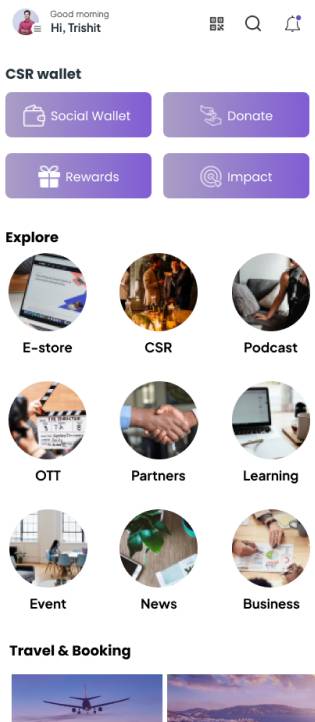 Good morning
Hi, Trishit
CSR wallet
Social Wallet
Donate
Rewards
Impact
Explore
E-store
CSR
Podcast
OTT
Partners
Learning
Event
News
Business
Travel & Booking